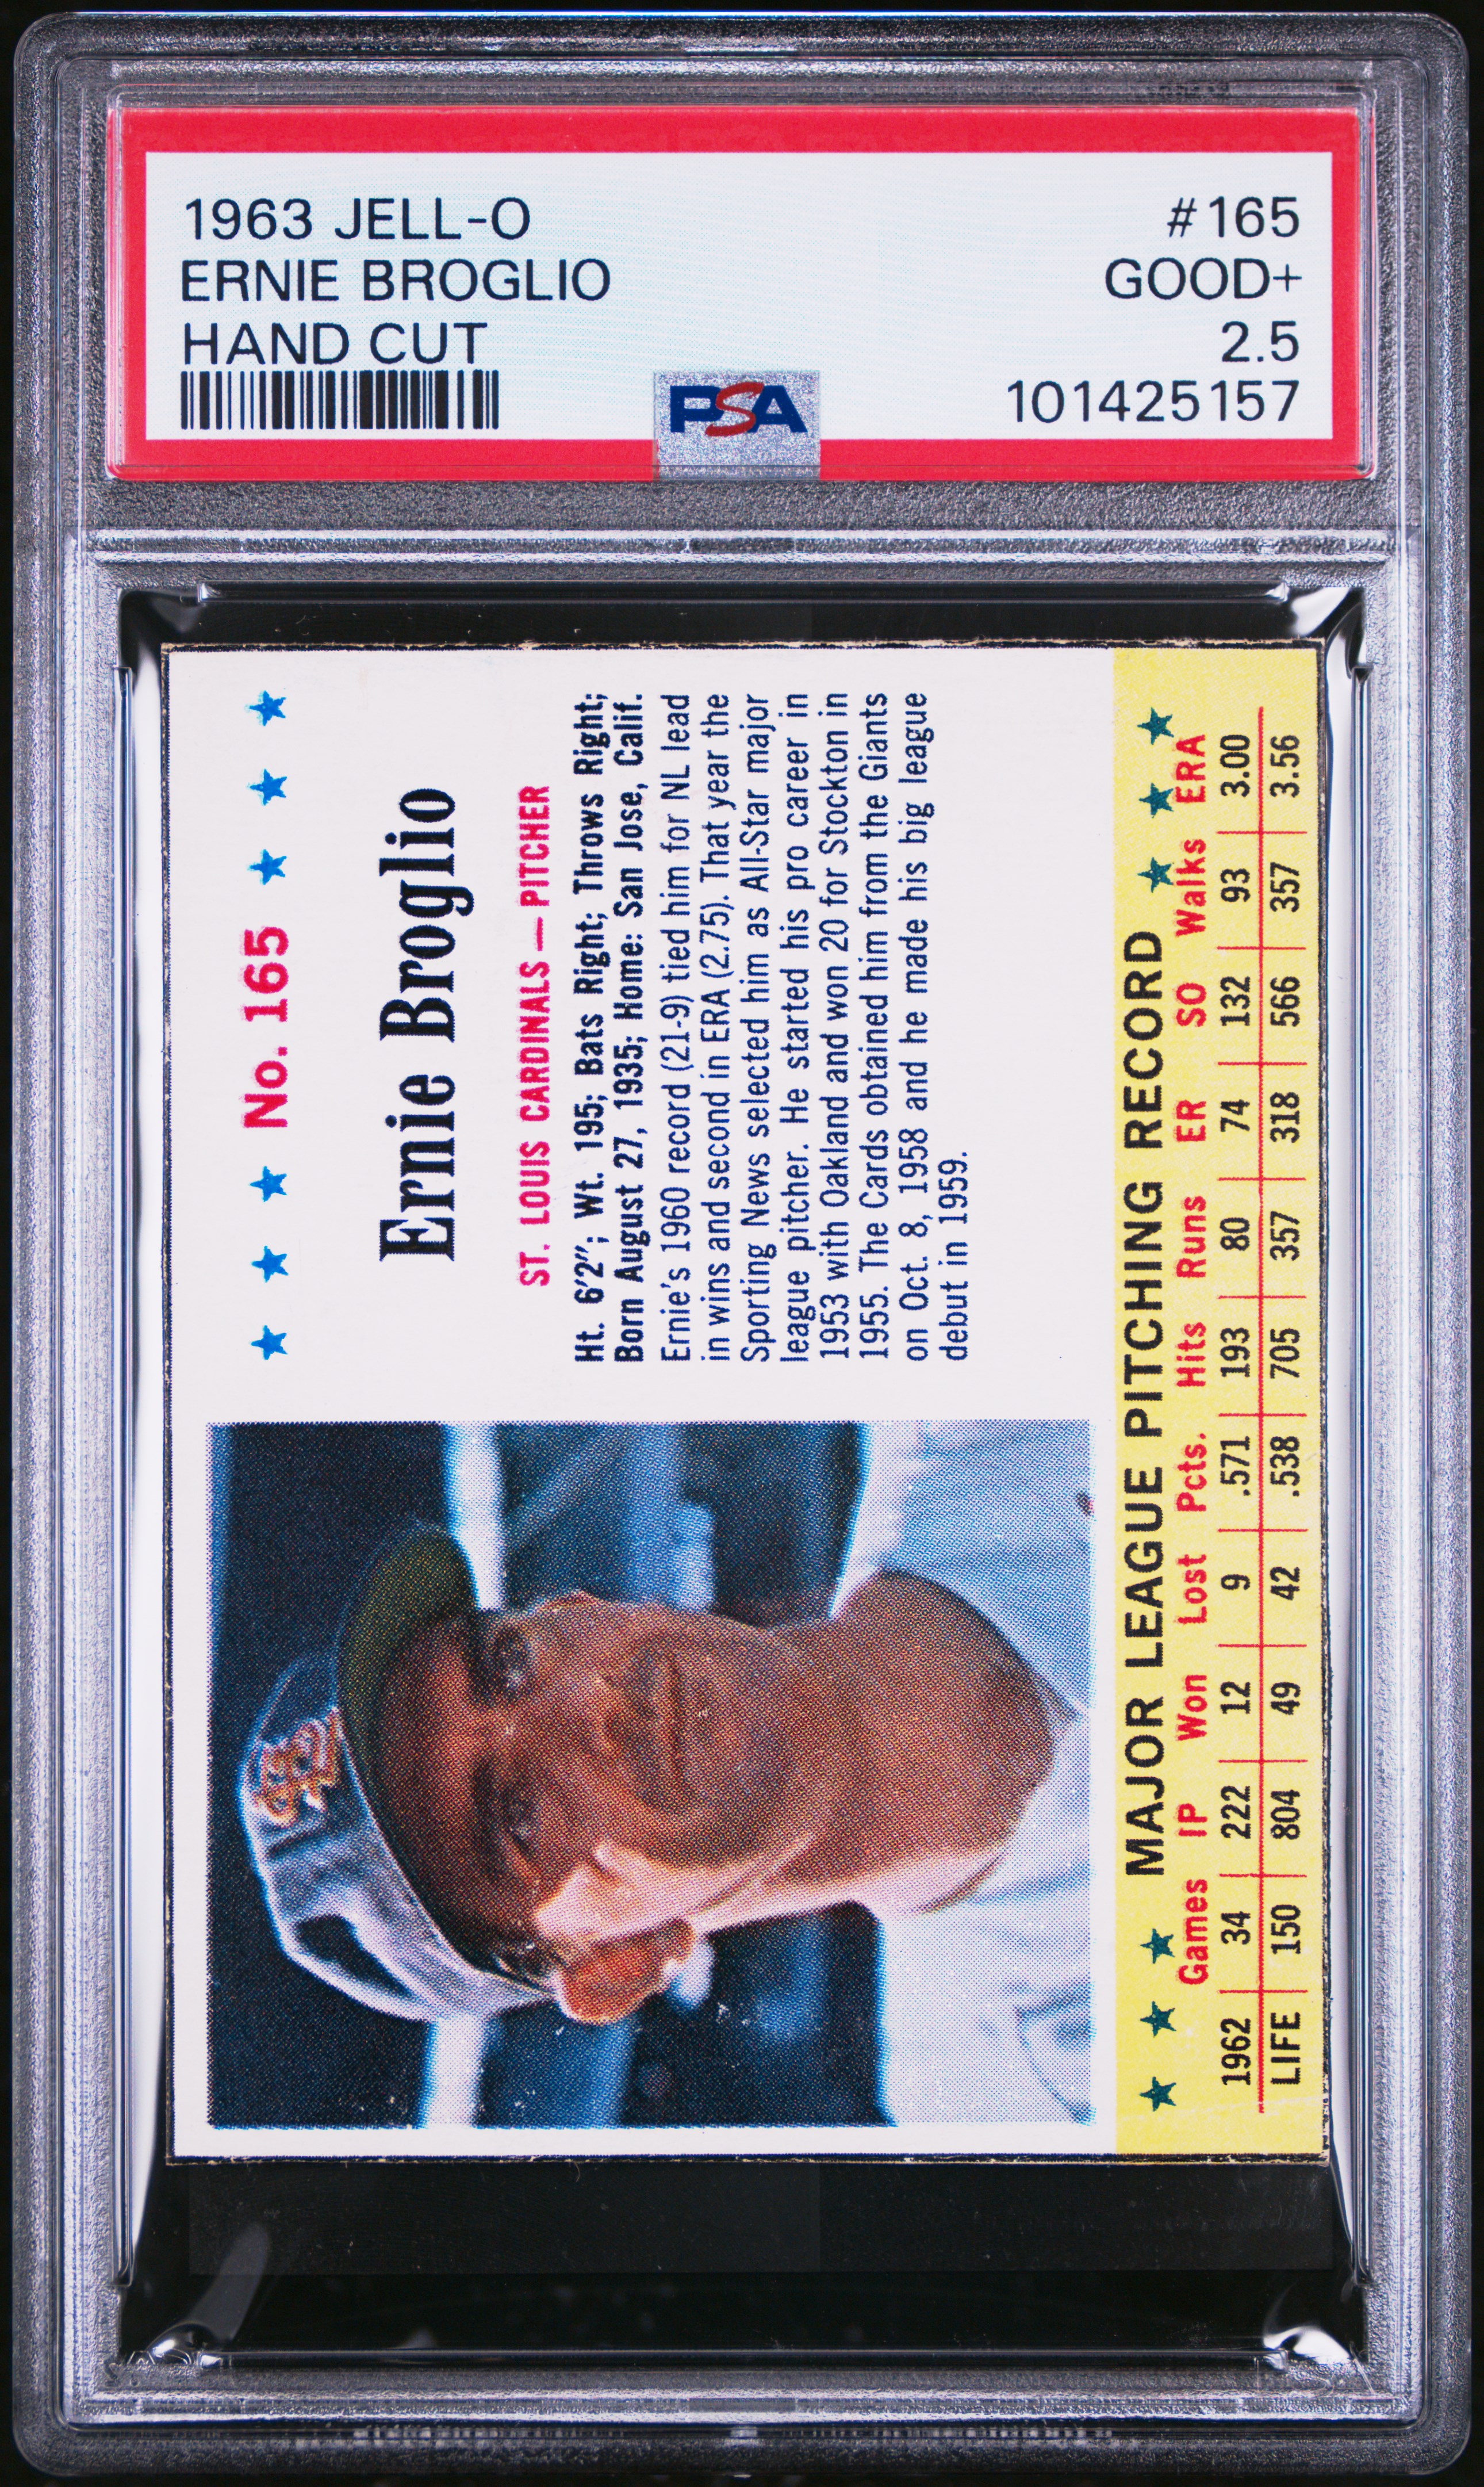 1963 JELL-O #165
ERNIE BROGLIO GOOD+
HAND CUT 2.5
PSA 101425157
No. 165
Ernie Broglio
ST. LOUIS CARDINALS — PITCHER
Ht. 6'2"; Wt. 195; Bats Right; Throws Right;
Born August 27, 1935; Home: San Jose, Calif.
Ernie's 1960 record (21-9) tied him for NL lead
in wins and second in ERA (2.75). That year the
Sporting News selected him as All-Star major
league pitcher. He started his pro career in
1953 with Oakland and won 20 for Stockton in
1955. The Cards obtained him from the Giants
on Oct. 8, 1958 and he made his big league
debut in 1959.
MAJOR LEAGUE PITCHING RECORD
Games IP Won Lost Pcts. Hits Runs ER SO Walks ERA
1962 34 222 12 9 .571 193 80 74 132 93 3.00
LIFE 150 804 49 42 .538 705 357 318 566 357 3.56